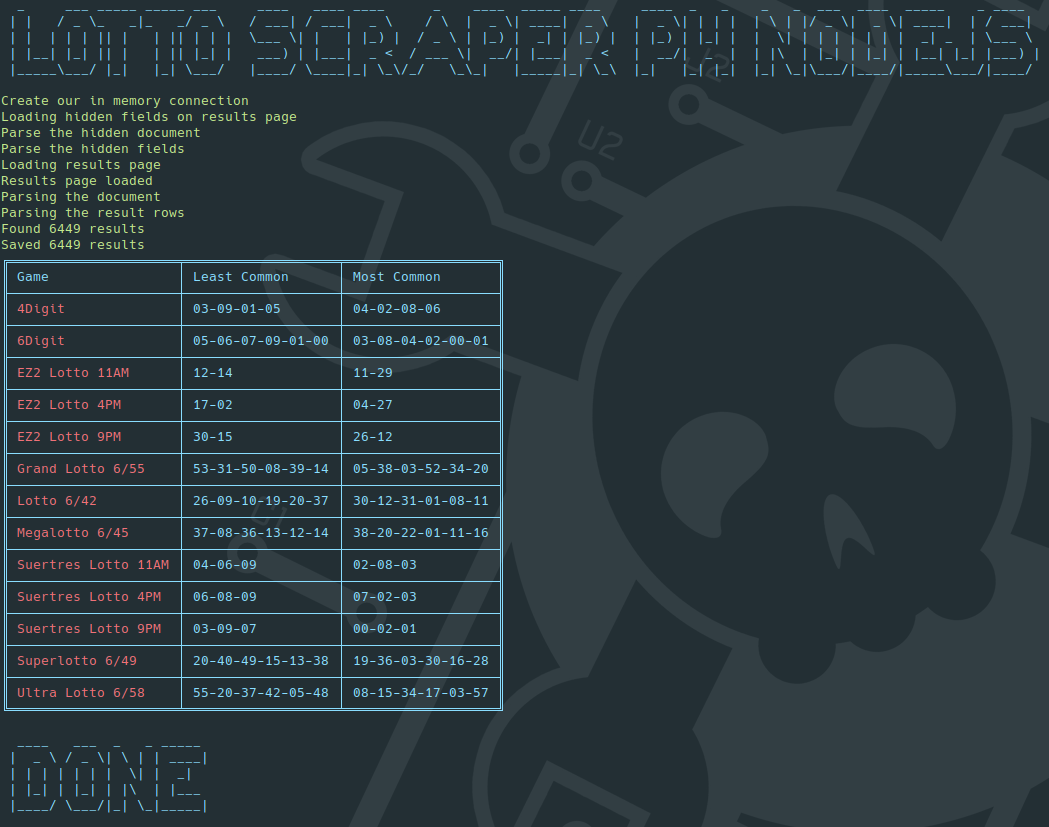 LOTTO SCRAPER PH NODEJS
Create our in memory connection
Loading hidden fields on results page
Parse the hidden document
Parse the hidden fields
Loading results page
Results page loaded
Parsing the document
Parsing the result rows
Found 6449 results
Saved 6449 results
Game Least Common Most Common
4Digit 03-09-01-05 04-02-08-06
6Digit 05-06-07-09-01-00 03-08-04-02-00-01
EZ2 Lotto 11AM 12-14 11-29
EZ2 Lotto 4PM 17-02 04-27
EZ2 Lotto 9PM 30-15 26-12
Grand Lotto 6/55 53-31-50-08-39-14 05-38-03-52-34-20
Lotto 6/42 26-09-10-19-20-37 30-12-31-01-08-11
Megalotto 6/45 37-08-36-13-12-14 38-20-22-01-11-16
Suertres Lotto 11AM 04-06-09 02-08-03
Suertres Lotto 4PM 06-08-09 07-02-03
Suertres Lotto 9PM 03-09-07 00-02-01
Superlotto 6/49 20-40-49-15-13-38 19-36-03-30-16-28
Ultra Lotto 6/58 55-20-37-42-05-48 08-15-34-17-03-57
DONE
U2